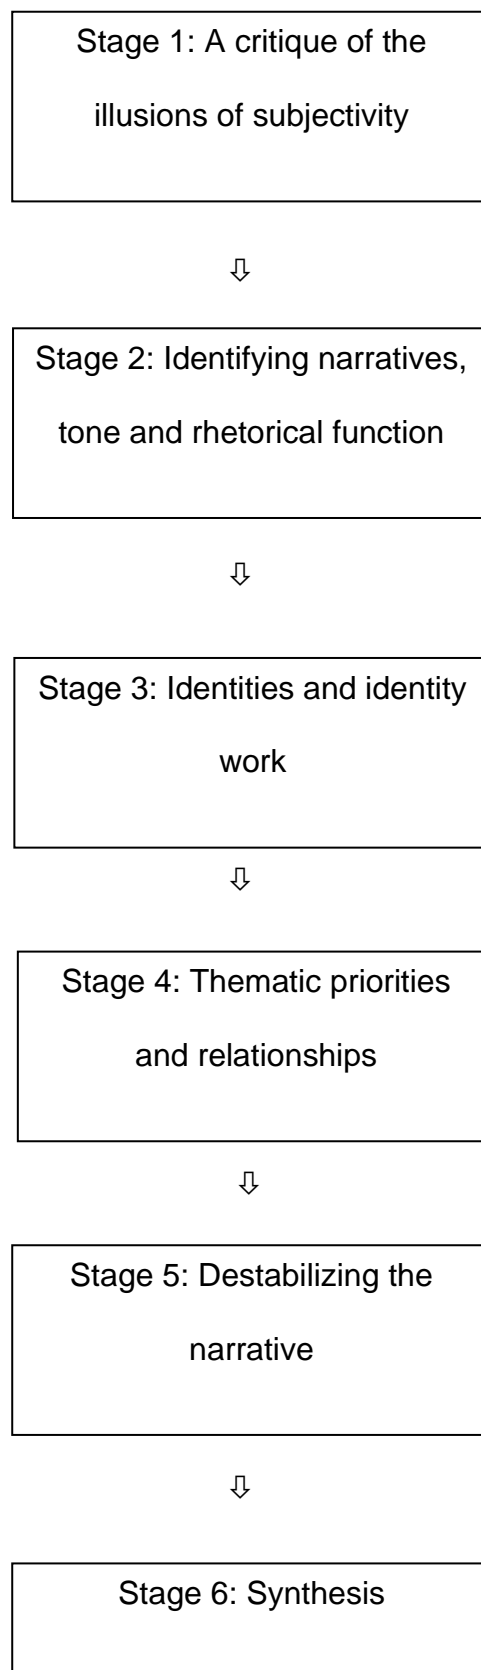 Stage 1: A critique of the
illusions of subjectivity
⇩
Stage 2: Identifying narratives,
tone and rhetorical function
⇩
Stage 3: Identities and identity
work
⇩
Stage 4: Thematic priorities
and relationships
⇩
Stage 5: Destabilizing the
narrative
⇩
Stage 6: Synthesis